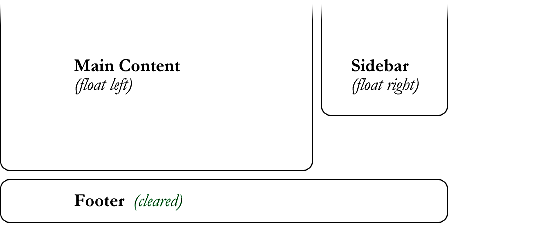 Main Content
(float left)
Sidebar
(float right)
Footer (cleared)